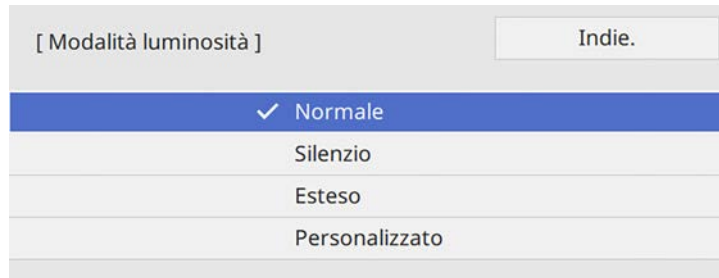 [ Modalità luminosità ]
Indie.
Normale
Silenzio
Esteso
Personalizzato